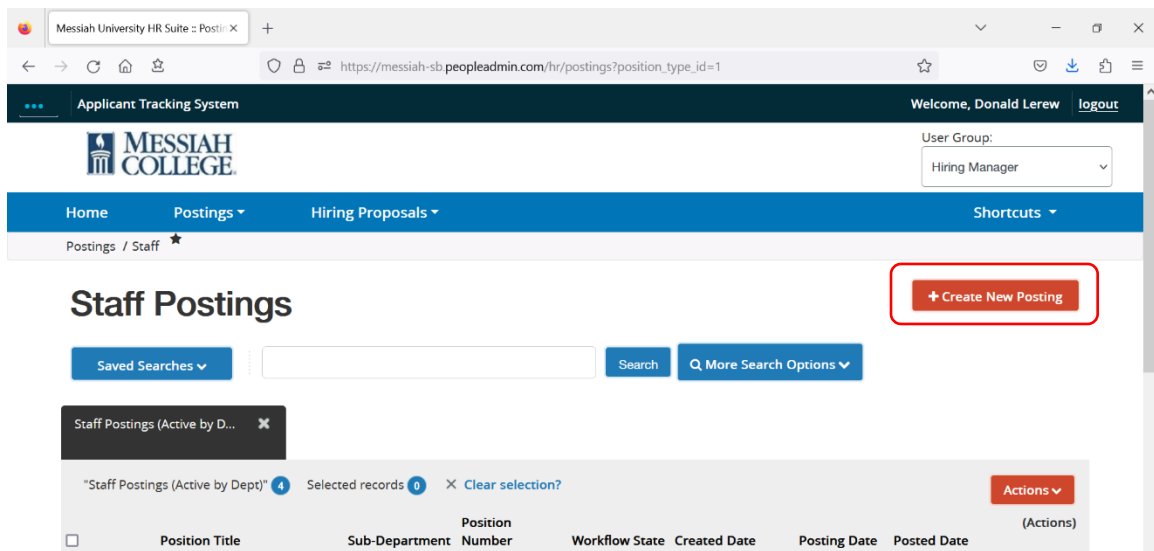 Messiah University HR Suite :: Postin
https://messiah-sb.peopleadmin.com/hr/postings?position_type_id=1
Applicant Tracking System Welcome, Donald Lerew logout
MESSIAH
COLLEGE.
User Group:
Hiring Manager
Home Postings Hiring Proposals Shortcuts
Postings / Staff
Staff Postings
+ Create New Posting
Saved Searches Search More Search Options
Staff Postings (Active by D...
"Staff Postings (Active by Dept)" 4 Selected records 0 × Clear selection?
Actions
(Actions)
Position Title Sub-Department Position Number Workflow State Created Date Posting Date Posted Date